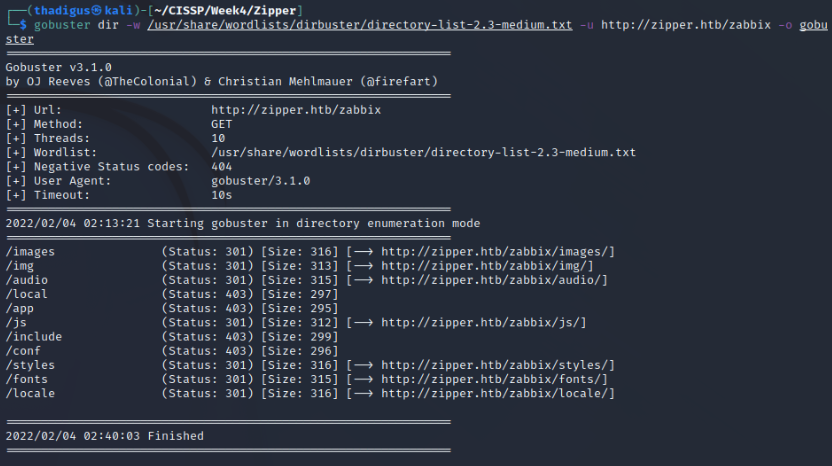 ┌──(thadigus㉿kali)-[~/CISSP/Week4/Zipper]
└─$ gobuster dir -w /usr/share/wordlists/dirbuster/directory-list-2.3-medium.txt -u http://zipper.htb/zabbix -o gobu
ster
===============================================================
Gobuster v3.1.0
by OJ Reeves (@TheColonial) & Christian Mehlmauer (@firefart)
===============================================================
[+] Url:                     http://zipper.htb/zabbix
[+] Method:                  GET
[+] Threads:                 10
[+] Wordlist:                /usr/share/wordlists/dirbuster/directory-list-2.3-medium.txt
[+] Negative Status codes:   404
[+] User Agent:              gobuster/3.1.0
[+] Timeout:                 10s
===============================================================
2022/02/04 02:13:21 Starting gobuster in directory enumeration mode
===============================================================
/images               (Status: 301) [Size: 316] [--> http://zipper.htb/zabbix/images/]
/img                  (Status: 301) [Size: 313] [--> http://zipper.htb/zabbix/img/]
/audio                (Status: 301) [Size: 315] [--> http://zipper.htb/zabbix/audio/]
/local                (Status: 403) [Size: 297]
/app                  (Status: 403) [Size: 295]
/js                   (Status: 301) [Size: 312] [--> http://zipper.htb/zabbix/js/]
/include              (Status: 403) [Size: 299]
/conf                 (Status: 403) [Size: 296]
/styles               (Status: 301) [Size: 316] [--> http://zipper.htb/zabbix/styles/]
/fonts                (Status: 301) [Size: 315] [--> http://zipper.htb/zabbix/fonts/]
/locale               (Status: 301) [Size: 316] [--> http://zipper.htb/zabbix/locale/]
===============================================================
2022/02/04 02:40:03 Finished
===============================================================